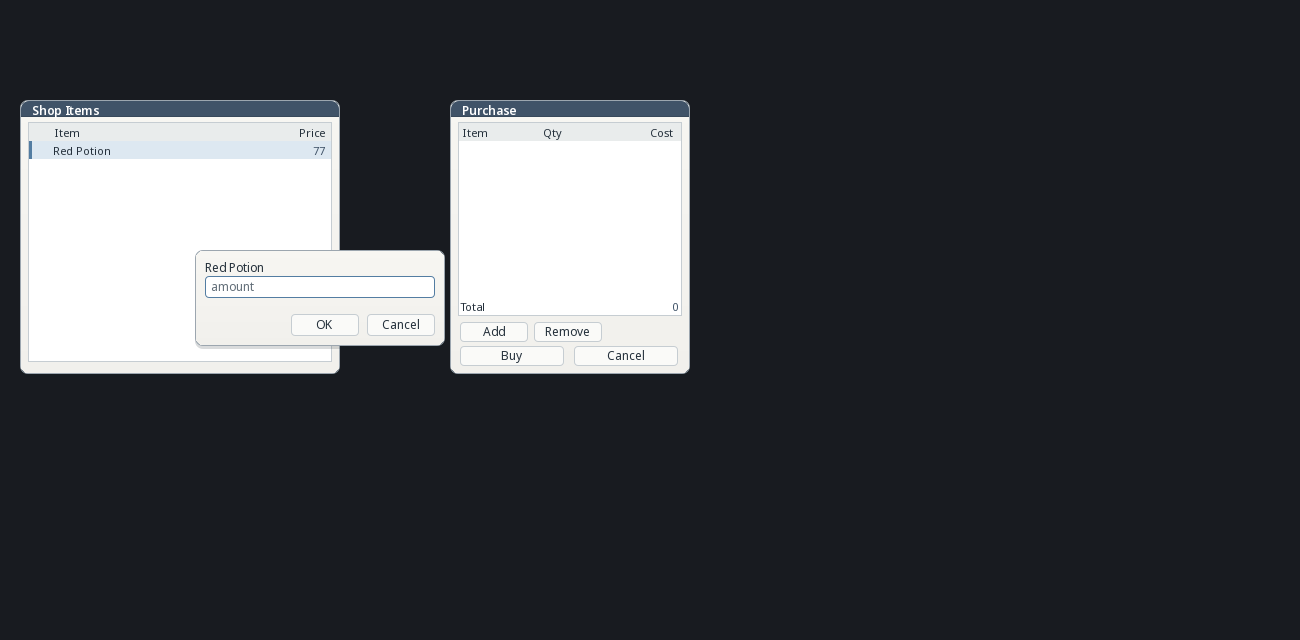 Shop Items
Item Price
Red Potion 77
Red Potion
amount
OK Cancel
Purchase
Item Qty Cost
Total 0
Add Remove
Buy Cancel